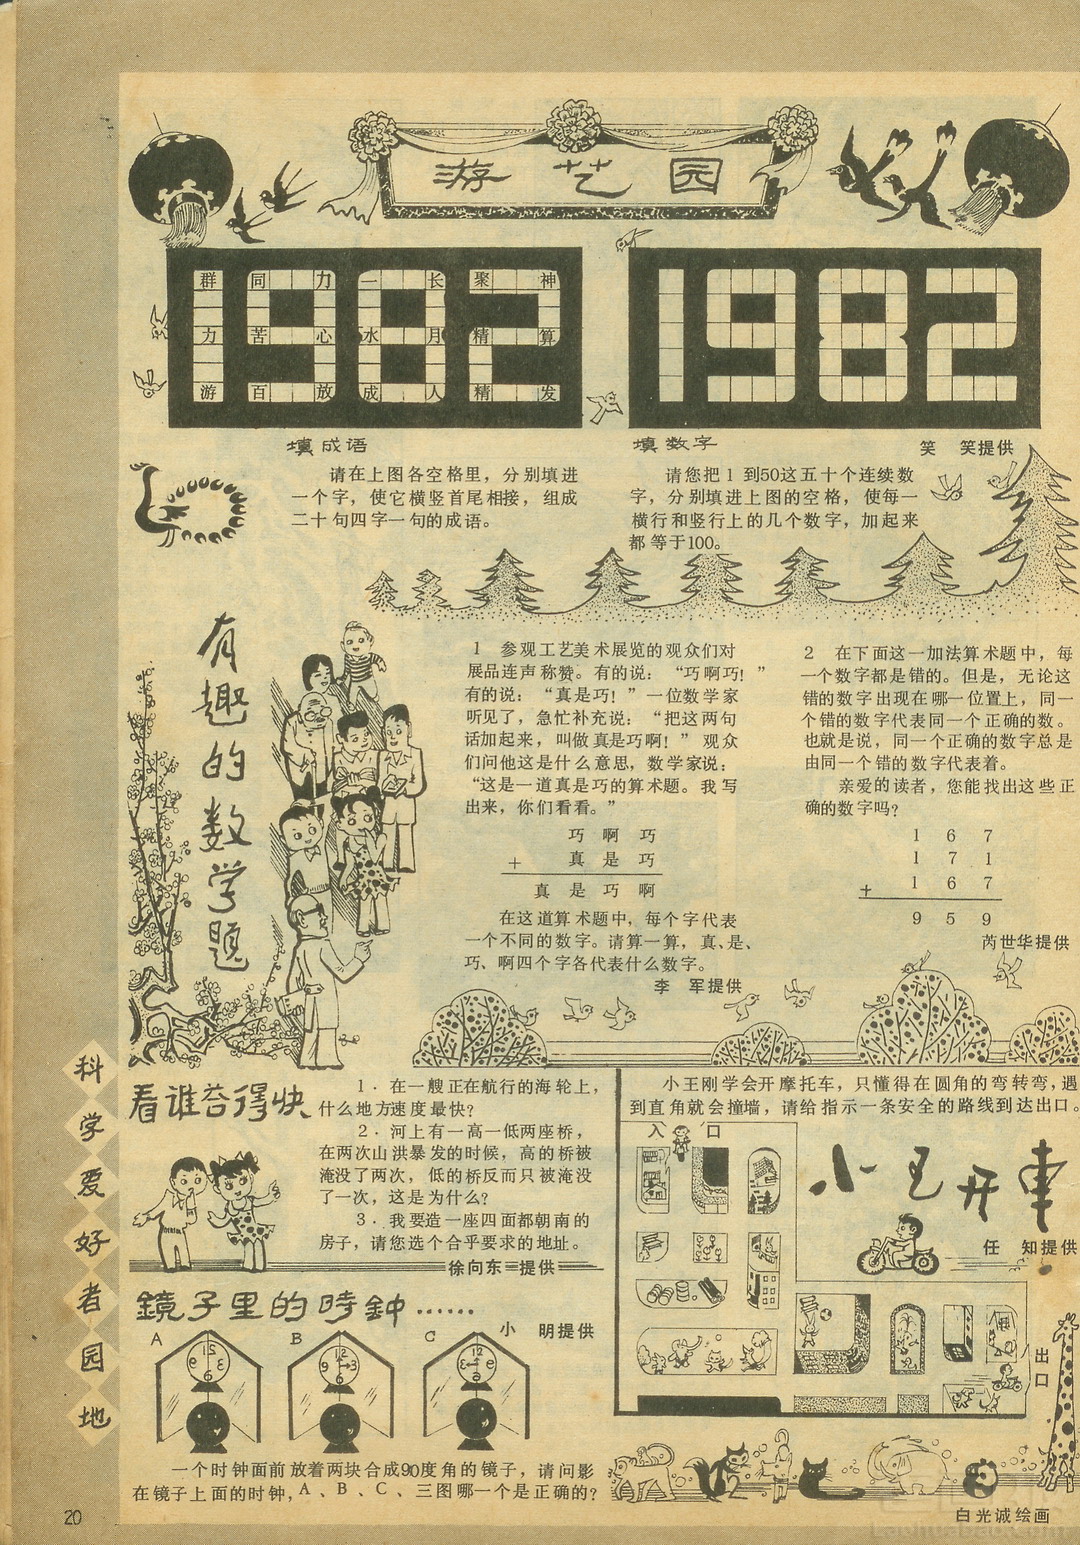 游艺园
群 同 力 一 长 聚 神
力 苦 心 水 月 精 算
游 百 放 成 人 精 发
填成语
请在上图各空格里，分别填进
一个字，使它横竖首尾相接，组成
二十句四字一句的成语。
填数字
笑 笑提供
请您把1 到50这五十个连续数
字，分别填进上图的空格，使每一
横行和竖行上的几个数字，加起来
都等于100。
有趣的数学题
1 参观工艺美术展览的观众们对
展品连声称赞。有的说：“巧啊巧！”
有的说：“真是巧！”一位数学家
听见了，急忙补充说：“把这两句
话加起来，叫做真是巧啊！”观众
们问他这是什么意思，数学家说：
“这是一道真是巧的算术题。我写
出来，你们看看。”
巧 啊 巧
+ 真 是 巧
真 是 巧 啊
在这道算术题中，每个字代表
一个不同的数字。请算一算，真、是、
巧、啊四个字各代表什么数字。
李 军提供
2 在下面这一加法算术题中，每
一个数字都是错的。但是，无论这
错的数字出现在哪一位置上，同一
个错的数字代表同一个正确的数。
也就是说，同一个正确的数字总是
由同一个错的数字代表着。
亲爱的读者，您能找出这些正
确的数字吗？
1 6 7
1 7 1
+ 1 6 7
9 5 9
芮世华提供
科学爱好者园地
看谁答得快
1．在一艘正在航行的海轮上，
什么地方速度最快？
2．河上有一高一低两座桥，
在两次山洪暴发的时候，高的桥被
淹没了两次，低的桥反而只被淹没
了一次，这是为什么？
3．我要造一座四面都朝南的
房子，请您选个合乎要求的地址。
徐向东提供
鏡子里的時鈡……
小 明提供
A B C
一个时钟面前放着两块合成90度角的镜子，请问影
在镜子上面的时钟，A、B、C、三图哪一个是正确的？
小王刚学会开摩托车，只懂得在圆角的弯转弯，遇
到直角就会撞墙，请给指示一条安全的路线到达出口。
入 口
小王开車
任 知提供
出口
白光诚绘画
20